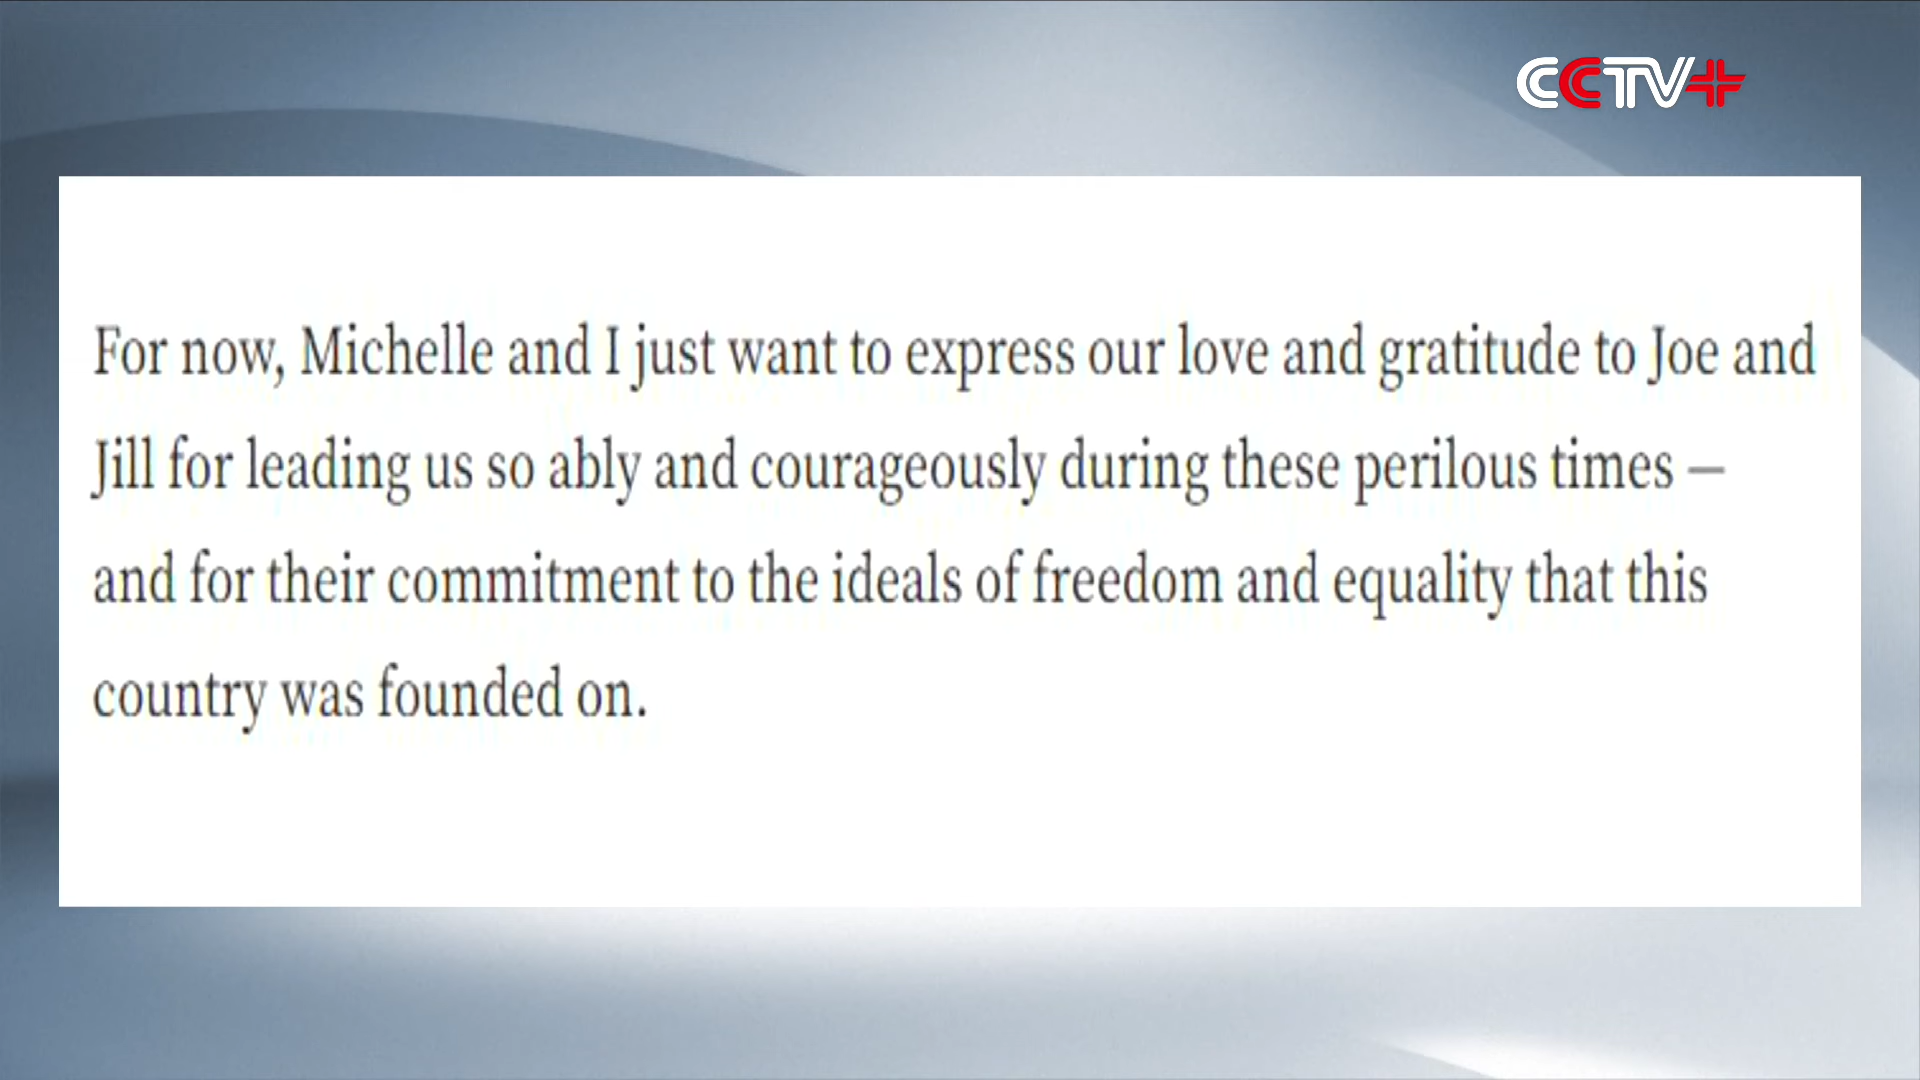 CCTV+
For now, Michelle and I just want to express our love and gratitude to Joe and
Jill for leading us so ably and courageously during these perilous times —
and for their commitment to the ideals of freedom and equality that this
country was founded on.